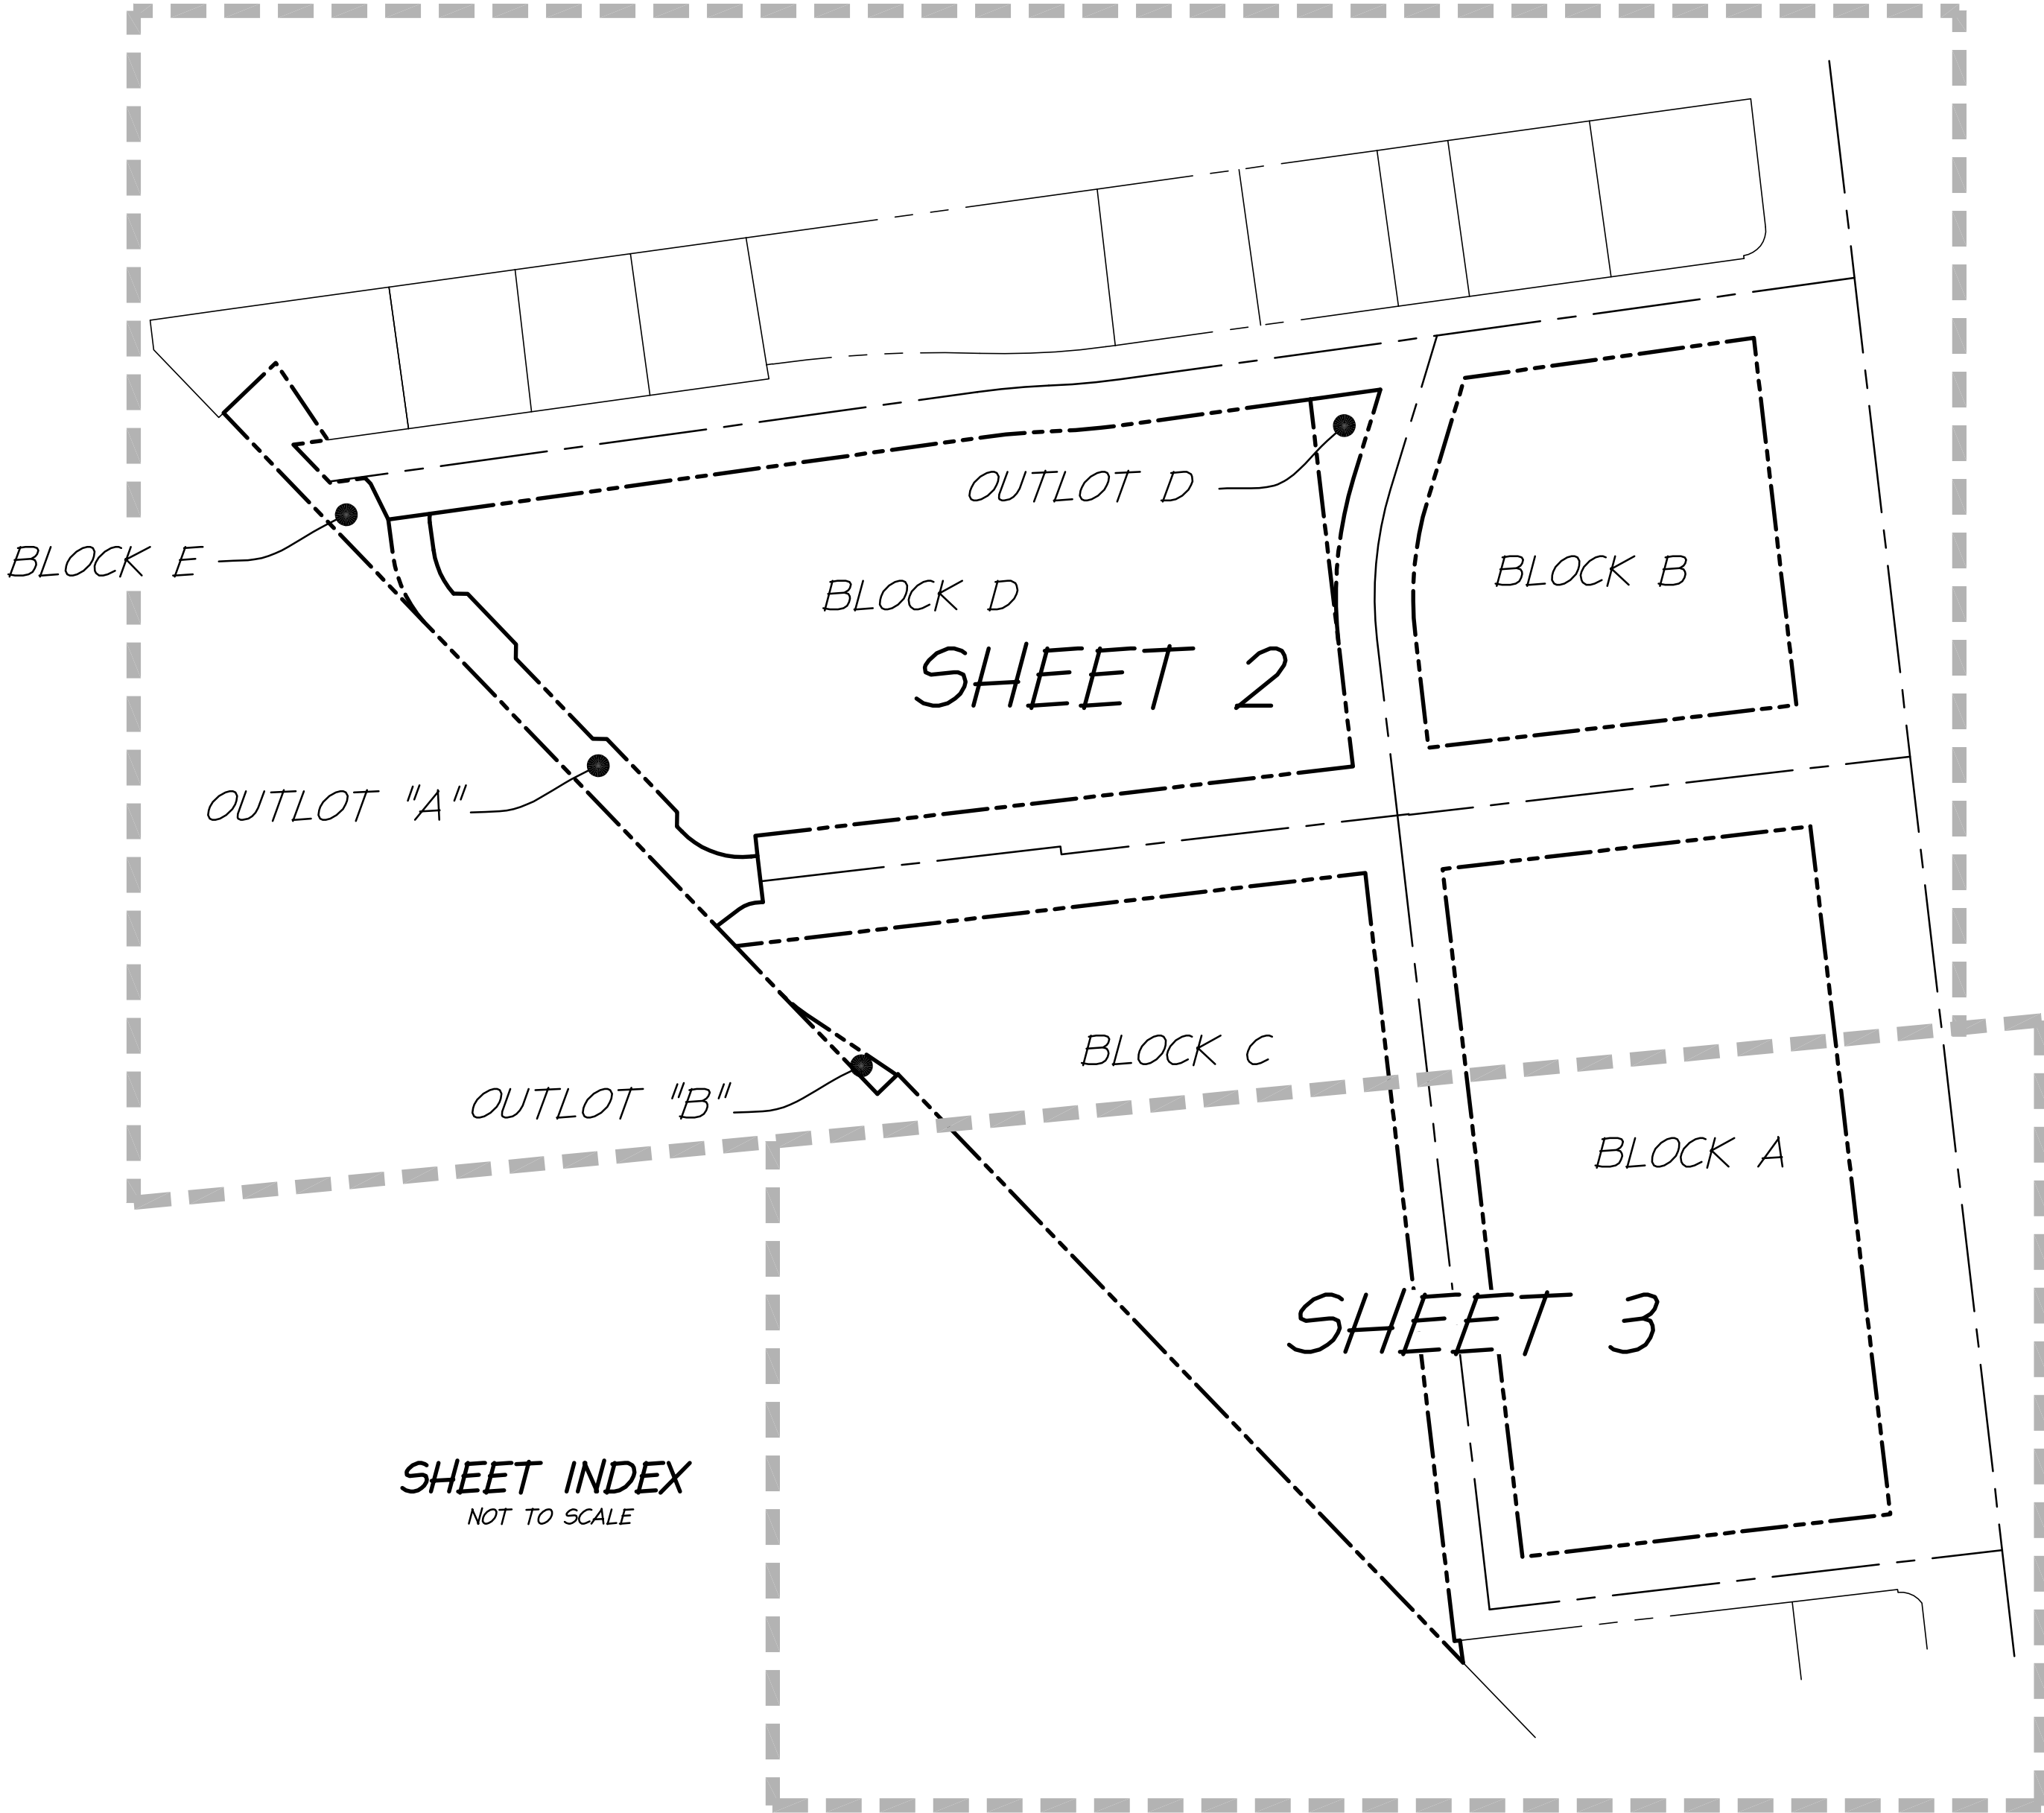 OUTLOT D
BLOCK E
BLOCK B
BLOCK D
SHEET 2
OUTLOT "A"
BLOCK C
OUTLOT "B"
BLOCK A
SHEET 3
SHEET INDEX
NOT TO SCALE